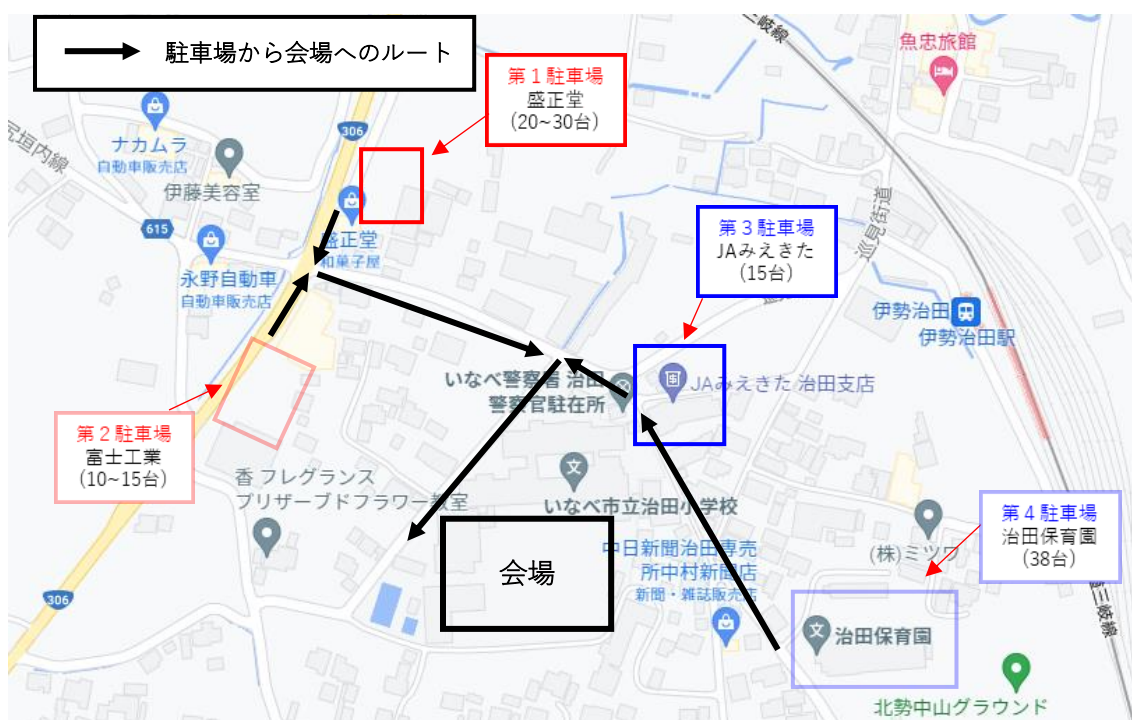 駐車場から会場へのルート
三岐線
魚忠旅館
第1駐車場
盛正堂
(20~30台)
306
ナカムラ
自動車販売店
尻垣内線
伊藤美容室
615
盛正堂
和菓子屋
永野自動車
自動車販売店
第3駐車場
JAみえきた
(15台)
巡見街道
伊勢治田
伊勢治田駅
いなべ警察署 治田
警察官駐在所
JAみえきた 治田支店
第2駐車場
富士工業
(10~15台)
香 フレグランス
プリザーブドフラワー教室
いなべ市立治田小学校
第4駐車場
治田保育園
(38台)
(株)ミツワ
中日新聞治田専売
所中村新聞店
新聞・雑誌販売店
会場
306
三岐線
治田保育園
北勢中山グラウンド